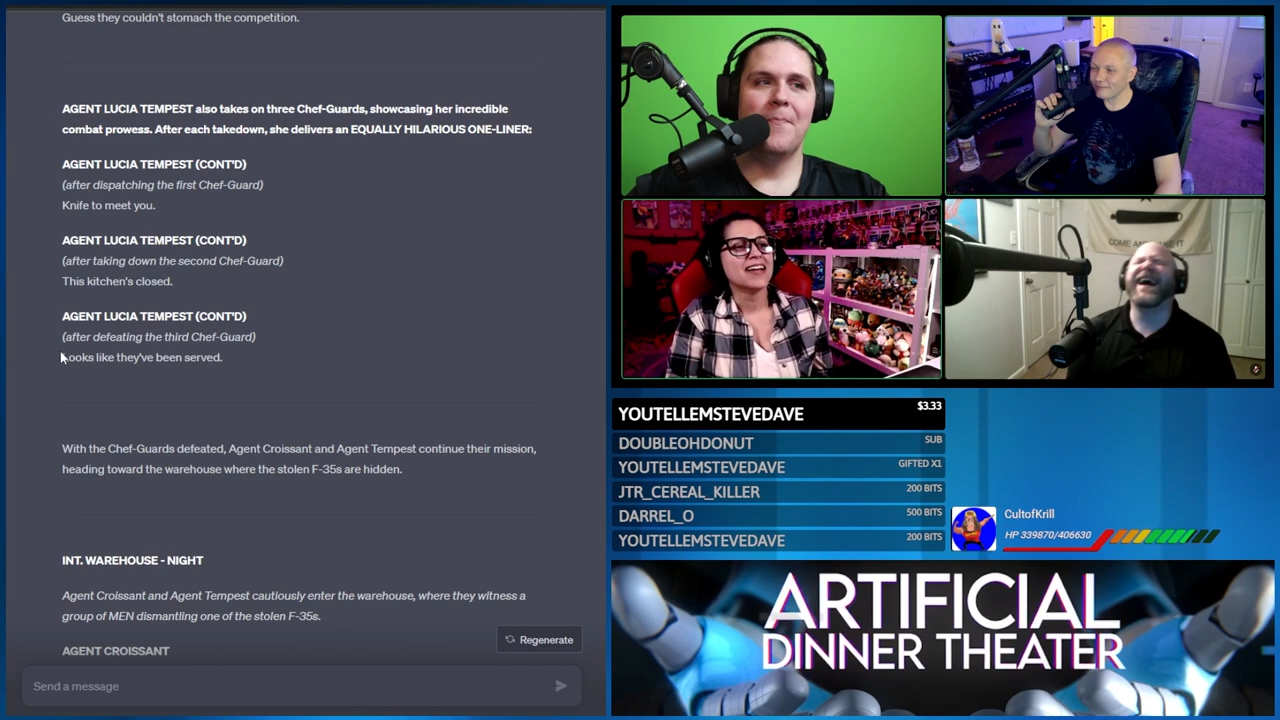 Guess they couldn't stomach the competition.
AGENT LUCIA TEMPEST also takes on three Chef-Guards, showcasing her incredible
combat prowess. After each takedown, she delivers an EQUALLY HILARIOUS ONE-LINER:
AGENT LUCIA TEMPEST (CONT'D)
(after dispatching the first Chef-Guard)
Knife to meet you.
AGENT LUCIA TEMPEST (CONT'D)
(after taking down the second Chef-Guard)
This kitchen's closed.
AGENT LUCIA TEMPEST (CONT'D)
(after defeating the third Chef-Guard)
Looks like they've been served.
With the Chef-Guards defeated, Agent Croissant and Agent Tempest continue their mission,
heading toward the warehouse where the stolen F-35s are hidden.
INT. WAREHOUSE - NIGHT
Agent Croissant and Agent Tempest cautiously enter the warehouse, where they witness a
group of MEN dismantling one of the stolen F-35s.
Regenerate
AGENT CROISSANT
Send a message
COME AND IT
YOUTELLEMSTEVEDAVE $3.33
DOUBLEOHDONUT SUB
YOUTELLEMSTEVEDAVE GIFTED X1
JTR_CEREAL_KILLER 200 BITS
DARREL_O 500 BITS
YOUTELLEMSTEVEDAVE 200 BITS
CultofKrill
HP 339870/406630
ARTIFICIAL
DINNER THEATER